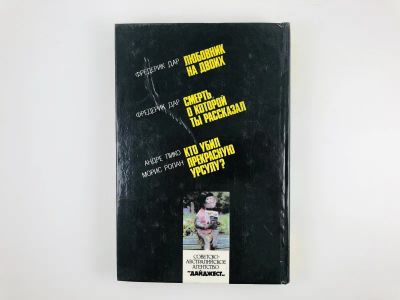 ФРЕДЕРИК ДАР ЛЮБОВНИК
НА ДВОИХ
ФРЕДЕРИК ДАР СМЕРТЬ
О КОТОРОЙ
ТЫ РАССКАЗАЛ
АНДРЕ ПИКО КТО УБИЛ
МОРИС РОЛАН ПРЕКРАСНУЮ
УРСУЛУ?
СОВЕТСКО-
АВСТРАЛИЙСКОЕ
АГЕНТСТВО
"ДАЙДЖЕСТ"